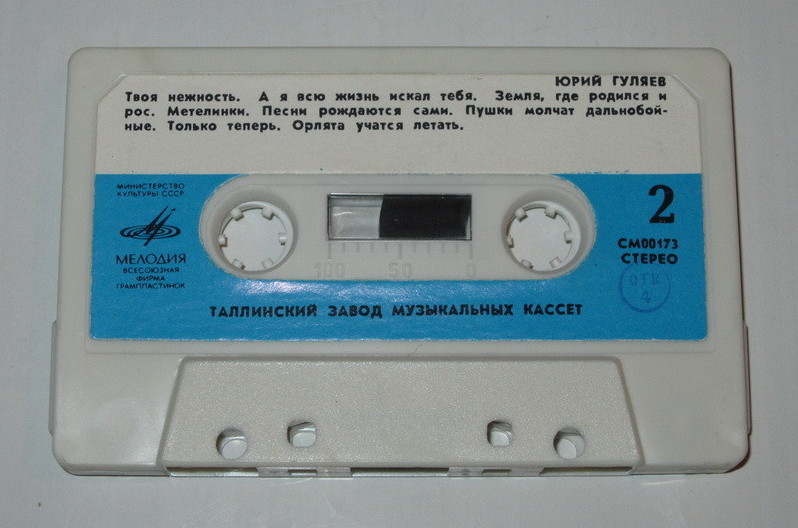 ЮРИЙ ГУЛЯЕВ
Твоя нежность. А я всю жизнь искал тебя. Земля, где родился и
рос. Метелинки. Песни рождаются сами. Пушки молчат дальнобой-
ные. Только теперь. Орлята учатся летать.
МИНИСТЕРСТВО
КУЛЬТУРЫ СССР
МЕЛОДИЯ
ВСЕСОЮЗНАЯ
ФИРМА
ГРАМПЛАСТИНОК
2
СМ00173
СТЕРЕО
ОТК
4
100 50 0
ТАЛЛИНСКИЙ ЗАВОД МУЗЫКАЛЬНЫХ КАССЕТ